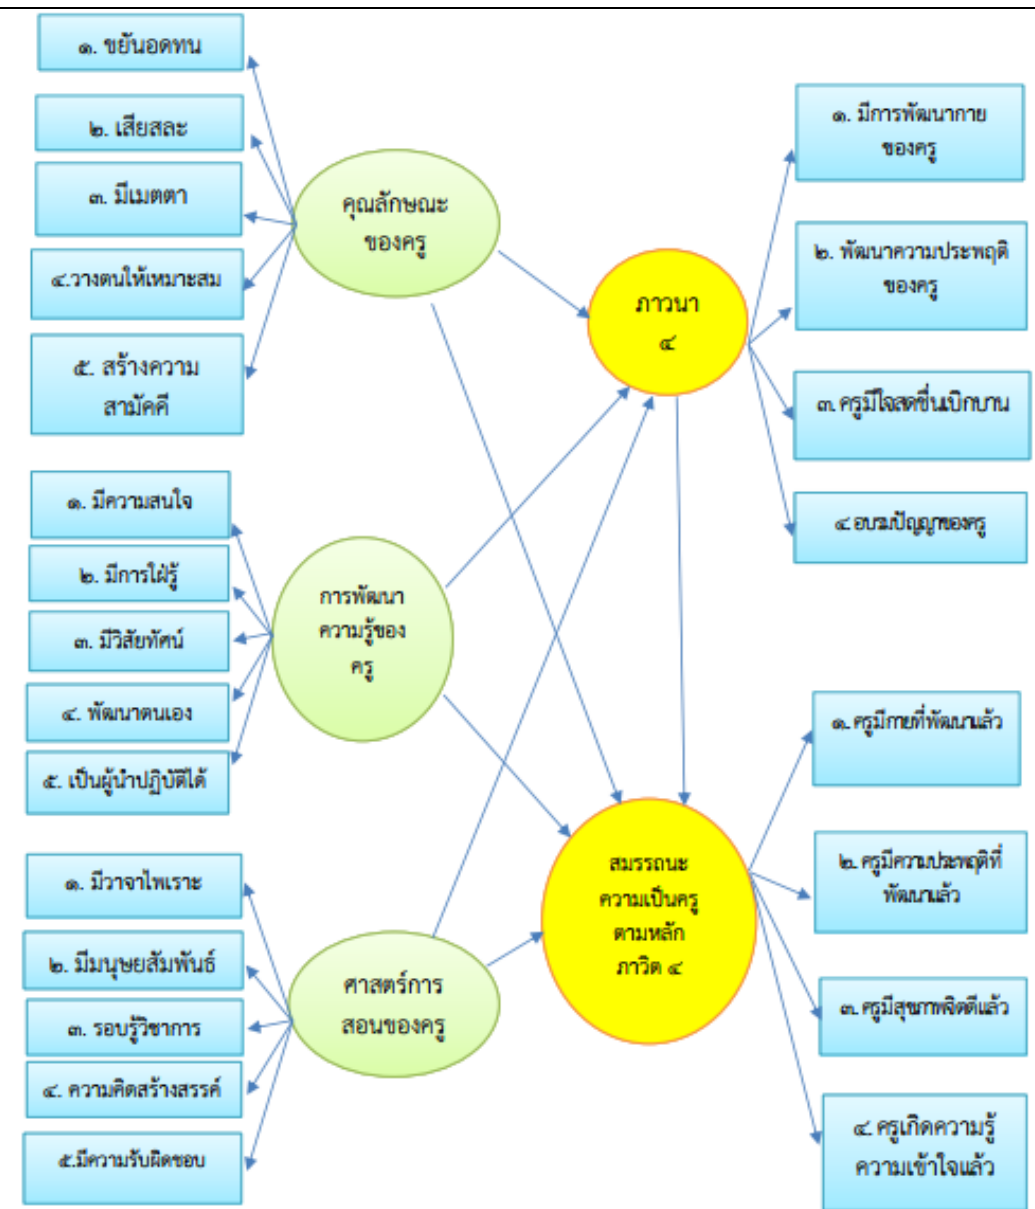 ๑. ขยันอดทน
๒. เสียสละ
๓. มีเมตตา
๔.วางตนให้เหมาะสม
๕. สร้างความ
สามัคคี
คุณลักษณะ
ของครู
๑. มีความสนใจ
๒. มีการใฝ่รู้
๓. มีวิสัยทัศน์
๔. พัฒนาตนเอง
๕. เป็นผู้นำปฏิบัติได้
การพัฒนา
ความรู้ของ
ครู
๑. มีวาจาไพเราะ
๒. มีมนุษยสัมพันธ์
๓. รอบรู้วิชาการ
๔. ความคิดสร้างสรรค์
๕.มีความรับผิดชอบ
ศาสตร์การ
สอนของครู
ภาวนา
๔
๑. มีการพัฒนากาย
ของครู
๒. พัฒนาความประพฤติ
ของครู
๓. ครูมีใจสดชื่นเบิกบาน
๔. อบรมปัญญาของครู
สมรรถนะ
ความเป็นครู
ตามหลัก
ภาวิต ๔
๑. ครูมีกายที่พัฒนาแล้ว
๒. ครูมีความประพฤติที่
พัฒนาแล้ว
๓. ครูมีสุขภาพจิตดีแล้ว
๔. ครูเกิดความรู้
ความเข้าใจแล้ว